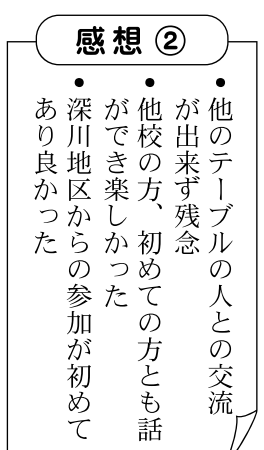 感想②
●他のテーブルの人との交流
が出来ず残念
●他校の方、初めての方とも話
ができ楽しかった
●深川地区からの参加が初めて
あり良かった